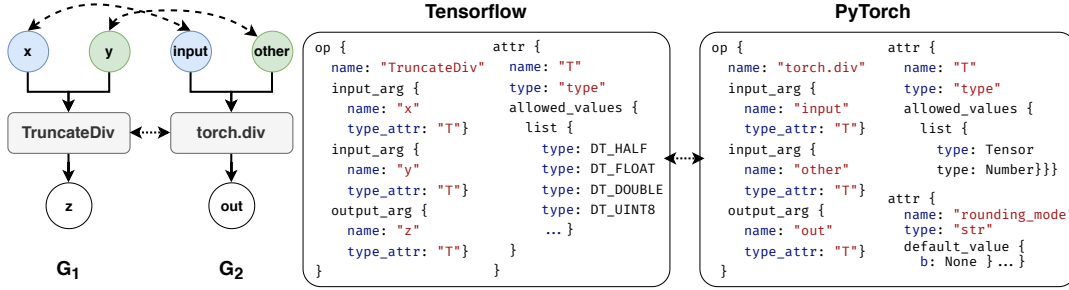 x
y
input
other
TruncateDiv
torch.div
z
out
G1
G2
Tensorflow
op {
name: "TruncateDiv"
input_arg {
name: "x"
type_attr: "T"}
input_arg {
name: "y"
type_attr: "T"}
output_arg {
name: "z"
type_attr: "T"}
}
attr {
name: "T"
type: "type"
allowed_values {
list {
type: DT_HALF
type: DT_FLOAT
type: DT_DOUBLE
type: DT_UINT8
... }
}
}
PyTorch
op {
name: "torch.div"
input_arg {
name: "input"
type_attr: "T"}
input_arg {
name: "other"
type_attr: "T"}
output_arg {
name: "out"
type_attr: "T"}
}
attr {
name: "T"
type: "type"
allowed_values {
list {
type: Tensor
type: Number}}}
attr {
name: "rounding_mode"
type: "str"
default_value {
b: None } ... }